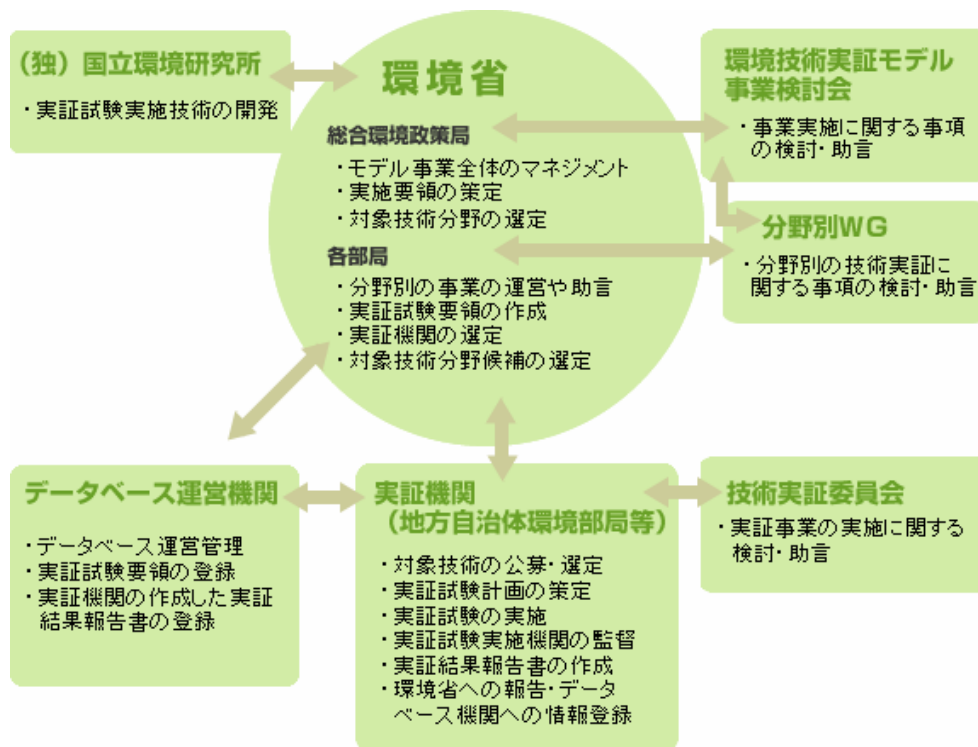 (独)国立環境研究所
・実証試験実施技術の開発
環境省
総合環境政策局
・モデル事業全体のマネジメント
・実施要領の策定
・対象技術分野の選定
各部局
・分野別の事業の運営や助言
・実証試験要領の作成
・実証機関の選定
・対象技術分野候補の選定
環境技術実証モデル
事業検討会
・事業実施に関する事項
の検討・助言
分野別WG
・分野別の技術実証に
関する事項の検討・助言
データベース運営機関
・データベース運営管理
・実証試験要領の登録
・実証機関の作成した実証
結果報告書の登録
実証機関
(地方自治体環境部局等)
・対象技術の公募・選定
・実証試験計画の策定
・実証試験の実施
・実証試験実施機関の監督
・実証結果報告書の作成
・環境省への報告・データ
ベース機関への情報登録
技術実証委員会
・実証事業の実施に関する
検討・助言